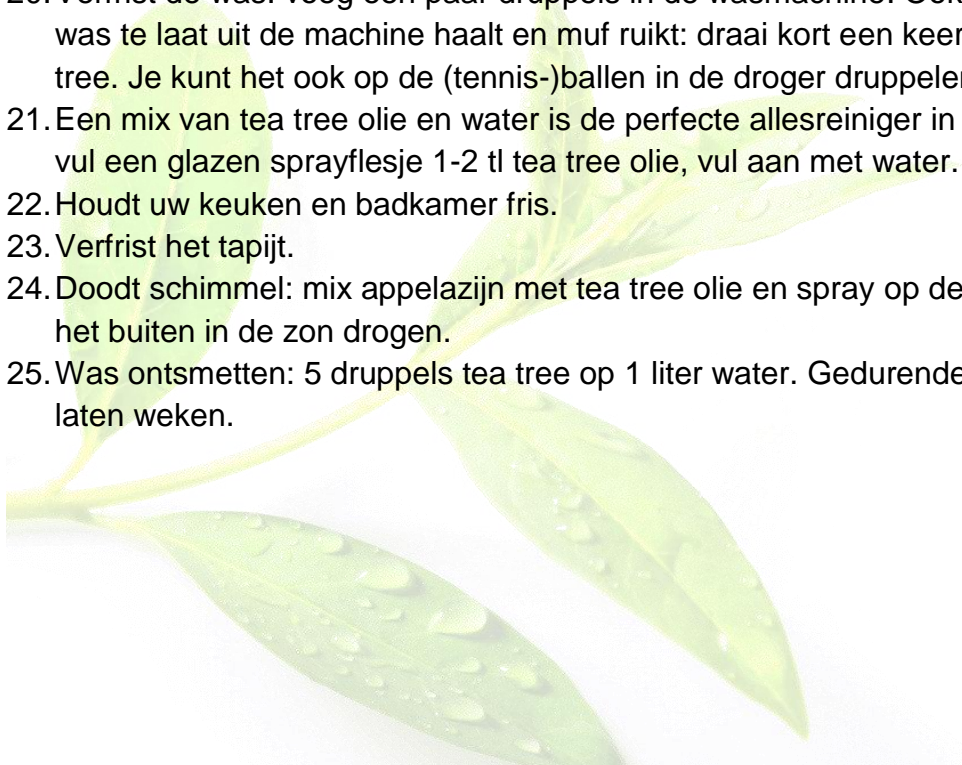 was te laat uit de machine haalt en muf ruikt: draai kort een keer
tree. Je kunt het ook op de (tennis-)ballen in de droger druppelen
21. Een mix van tea tree olie en water is de perfecte allesreiniger in
vul een glazen sprayflesje 1-2 tl tea tree olie, vul aan met water.
22. Houdt uw keuken en badkamer fris.
23. Verfrist het tapijt.
24. Doodt schimmel: mix appelazijn met tea tree olie en spray op de
het buiten in de zon drogen.
25. Was ontsmetten: 5 druppels tea tree op 1 liter water. Gedurende
laten weken.